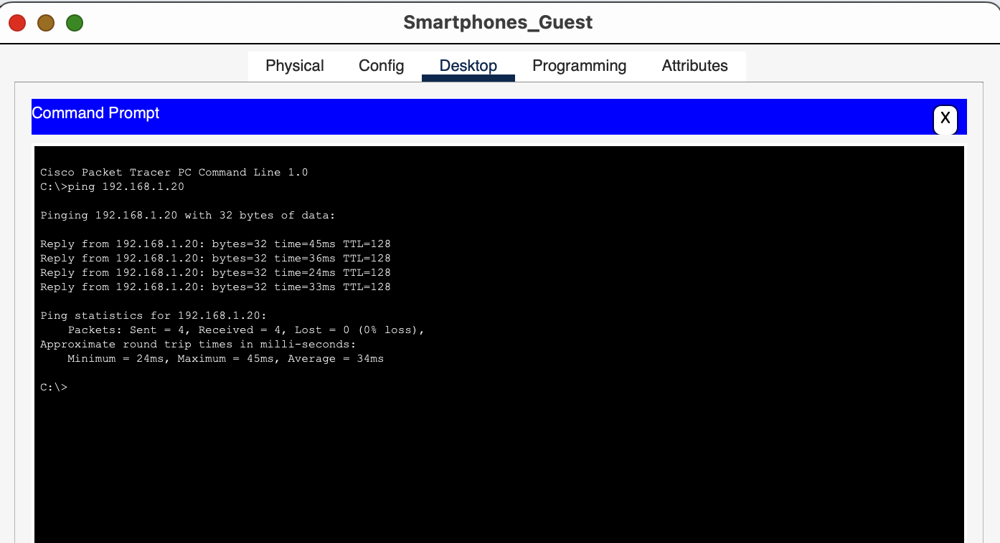 Smartphones_Guest
Physical Config Desktop Programming Attributes
Command Prompt
X
Cisco Packet Tracer PC Command Line 1.0
C:\>ping 192.168.1.20
Pinging 192.168.1.20 with 32 bytes of data:
Reply from 192.168.1.20: bytes=32 time=45ms TTL=128
Reply from 192.168.1.20: bytes=32 time=36ms TTL=128
Reply from 192.168.1.20: bytes=32 time=24ms TTL=128
Reply from 192.168.1.20: bytes=32 time=33ms TTL=128
Ping statistics for 192.168.1.20:
    Packets: Sent = 4, Received = 4, Lost = 0 (0% loss),
Approximate round trip times in milli-seconds:
    Minimum = 24ms, Maximum = 45ms, Average = 34ms
C:\>